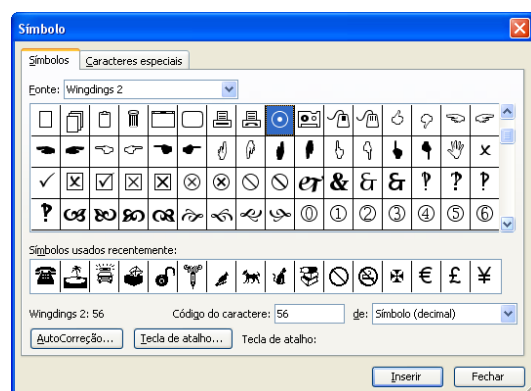 Símbolo
Símbolos Caracteres especiais
Fonte: Wingdings 2
Símbolos usados recentemente:
Wingdings 2: 56 Código do caractere: 56 de: Símbolo (decimal)
AutoCorreção... Tecla de atalho... Tecla de atalho:
Inserir Fechar